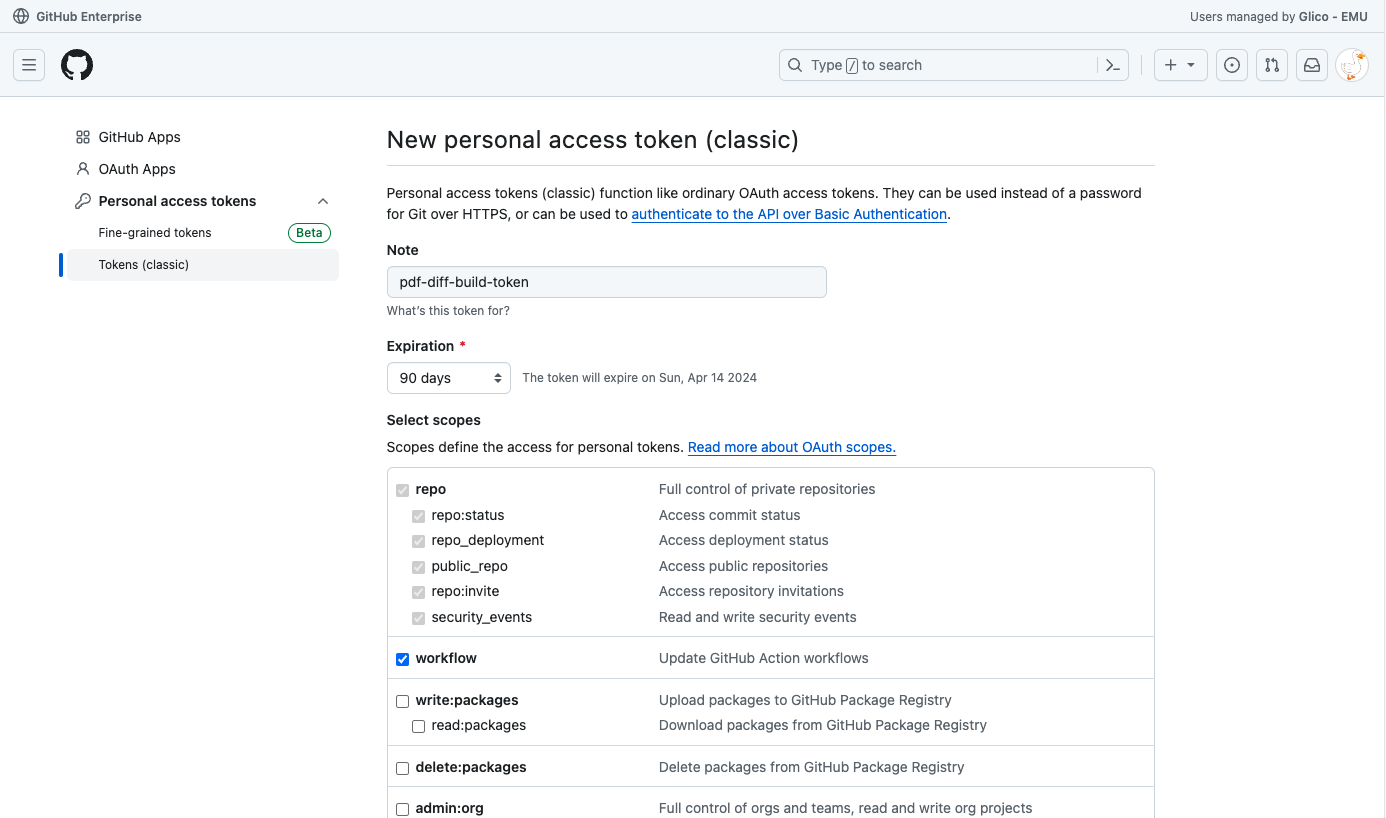 GitHub Enterprise
Users managed by Glico - EMU
Type / to search
GitHub Apps
OAuth Apps
Personal access tokens
Fine-grained tokens Beta
Tokens (classic)
New personal access token (classic)
Personal access tokens (classic) function like ordinary OAuth access tokens. They can be used instead of a password
for Git over HTTPS, or can be used to authenticate to the API over Basic Authentication.
Note
pdf-diff-build-token
What's this token for?
Expiration *
90 days The token will expire on Sun, Apr 14 2024
Select scopes
Scopes define the access for personal tokens. Read more about OAuth scopes.
repo Full control of private repositories
repo:status Access commit status
repo_deployment Access deployment status
public_repo Access public repositories
repo:invite Access repository invitations
security_events Read and write security events
workflow Update GitHub Action workflows
write:packages Upload packages to GitHub Package Registry
read:packages Download packages from GitHub Package Registry
delete:packages Delete packages from GitHub Package Registry
admin:org Full control of orgs and teams, read and write org projects